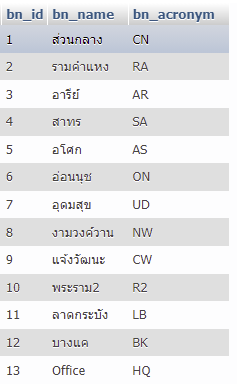 bn_id bn_name bn_acronym
1 ส่วนกลาง CN
2 รามคำแหง RA
3 อารีย์ AR
4 สาทร SA
5 อโศก AS
6 อ่อนนุช ON
7 อุดมสุข UD
8 งามวงค์วาน NW
9 แจ้งวัฒนะ CW
10 พระราม2 R2
11 ลาดกระบัง LB
12 บางแค BK
13 Office HQ